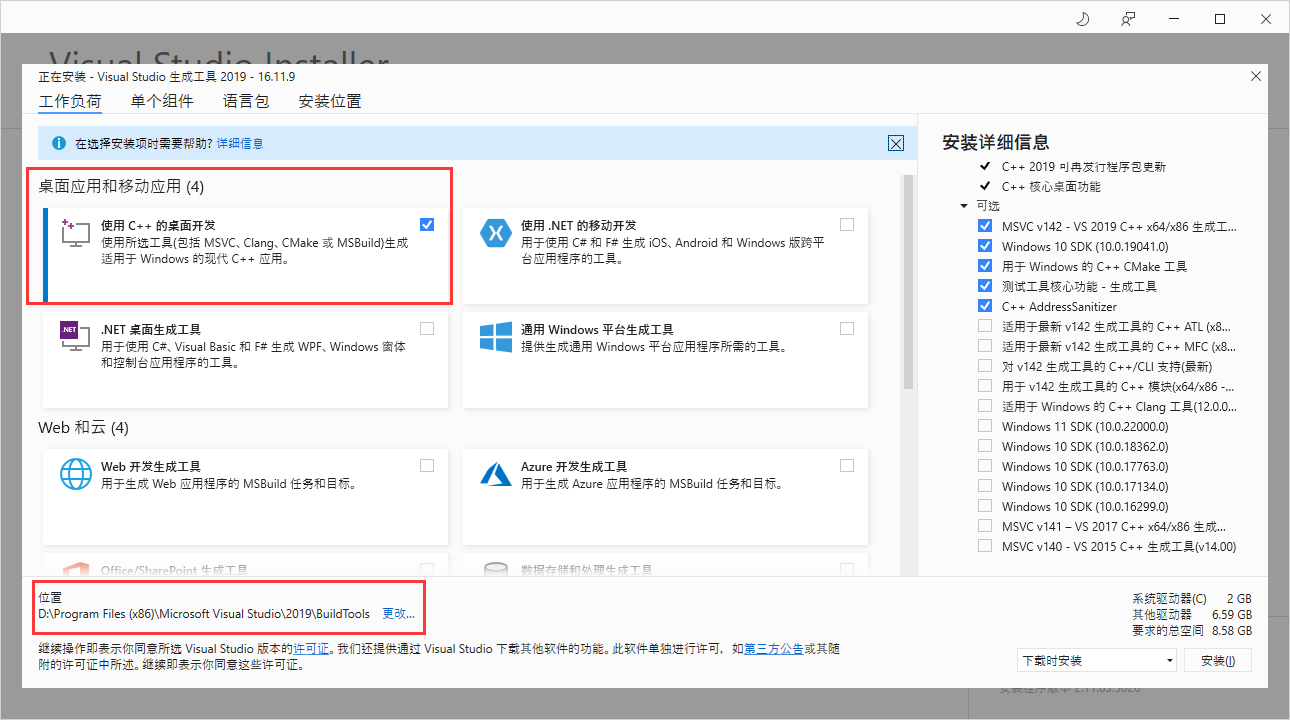 Visual Studio Installer
正在安装 - Visual Studio 生成工具 2019 - 16.11.9
工作负荷 单个组件 语言包 安装位置
在选择安装项时需要帮助? 详细信息
桌面应用和移动应用 (4)
使用 C++ 的桌面开发
使用所选工具(包括 MSVC、Clang、CMake 或 MSBuild)生成
适用于 Windows 的现代 C++ 应用。
使用 .NET 的移动开发
用于使用 C# 和 F# 生成 iOS、Android 和 Windows 版跨平
台应用程序的工具。
.NET
.NET 桌面生成工具
用于使用 C#、Visual Basic 和 F# 生成 WPF、Windows 窗体
和控制台应用程序的工具。
通用 Windows 平台生成工具
提供生成通用 Windows 平台应用程序所需的工具。
Web 和云 (4)
Web 开发生成工具
用于生成 Web 应用程序的 MSBuild 任务和目标。
Azure 开发生成工具
用于生成 Azure 应用程序的 MSBuild 任务和目标。
Office/SharePoint 生成工具
数据存储和处理生成工具
安装详细信息
C++ 2019 可再发行程序包更新
C++ 核心桌面功能
可选
MSVC v142 - VS 2019 C++ x64/x86 生成工...
Windows 10 SDK (10.0.19041.0)
用于 Windows 的 C++ CMake 工具
测试工具核心功能 - 生成工具
C++ AddressSanitizer
适用于最新 v142 生成工具的 C++ ATL (x8...
适用于最新 v142 生成工具的 C++ MFC (x8...
对 v142 生成工具的 C++/CLI 支持(最新)
用于 v142 生成工具的 C++ 模块(x64/x86 -...
适用于 Windows 的 C++ Clang 工具(12.0.0...
Windows 11 SDK (10.0.22000.0)
Windows 10 SDK (10.0.18362.0)
Windows 10 SDK (10.0.17763.0)
Windows 10 SDK (10.0.17134.0)
Windows 10 SDK (10.0.16299.0)
MSVC v141 – VS 2017 C++ x64/x86 生成...
MSVC v140 - VS 2015 C++ 生成工具(v14.00)
位置
D:\Program Files (x86)\Microsoft Visual Studio\2019\BuildTools 更改...
继续操作即表示你同意所选 Visual Studio 版本的许可证。我们还提供通过 Visual Studio 下载其他软件的功能。此软件单独进行许可，如第三方公告或其随
附的许可证中所述。继续即表示你同意这些许可证。
系统驱动器(C) 2 GB
其他驱动器 6.59 GB
要求的总空间 8.58 GB
下载时安装
安装(I)